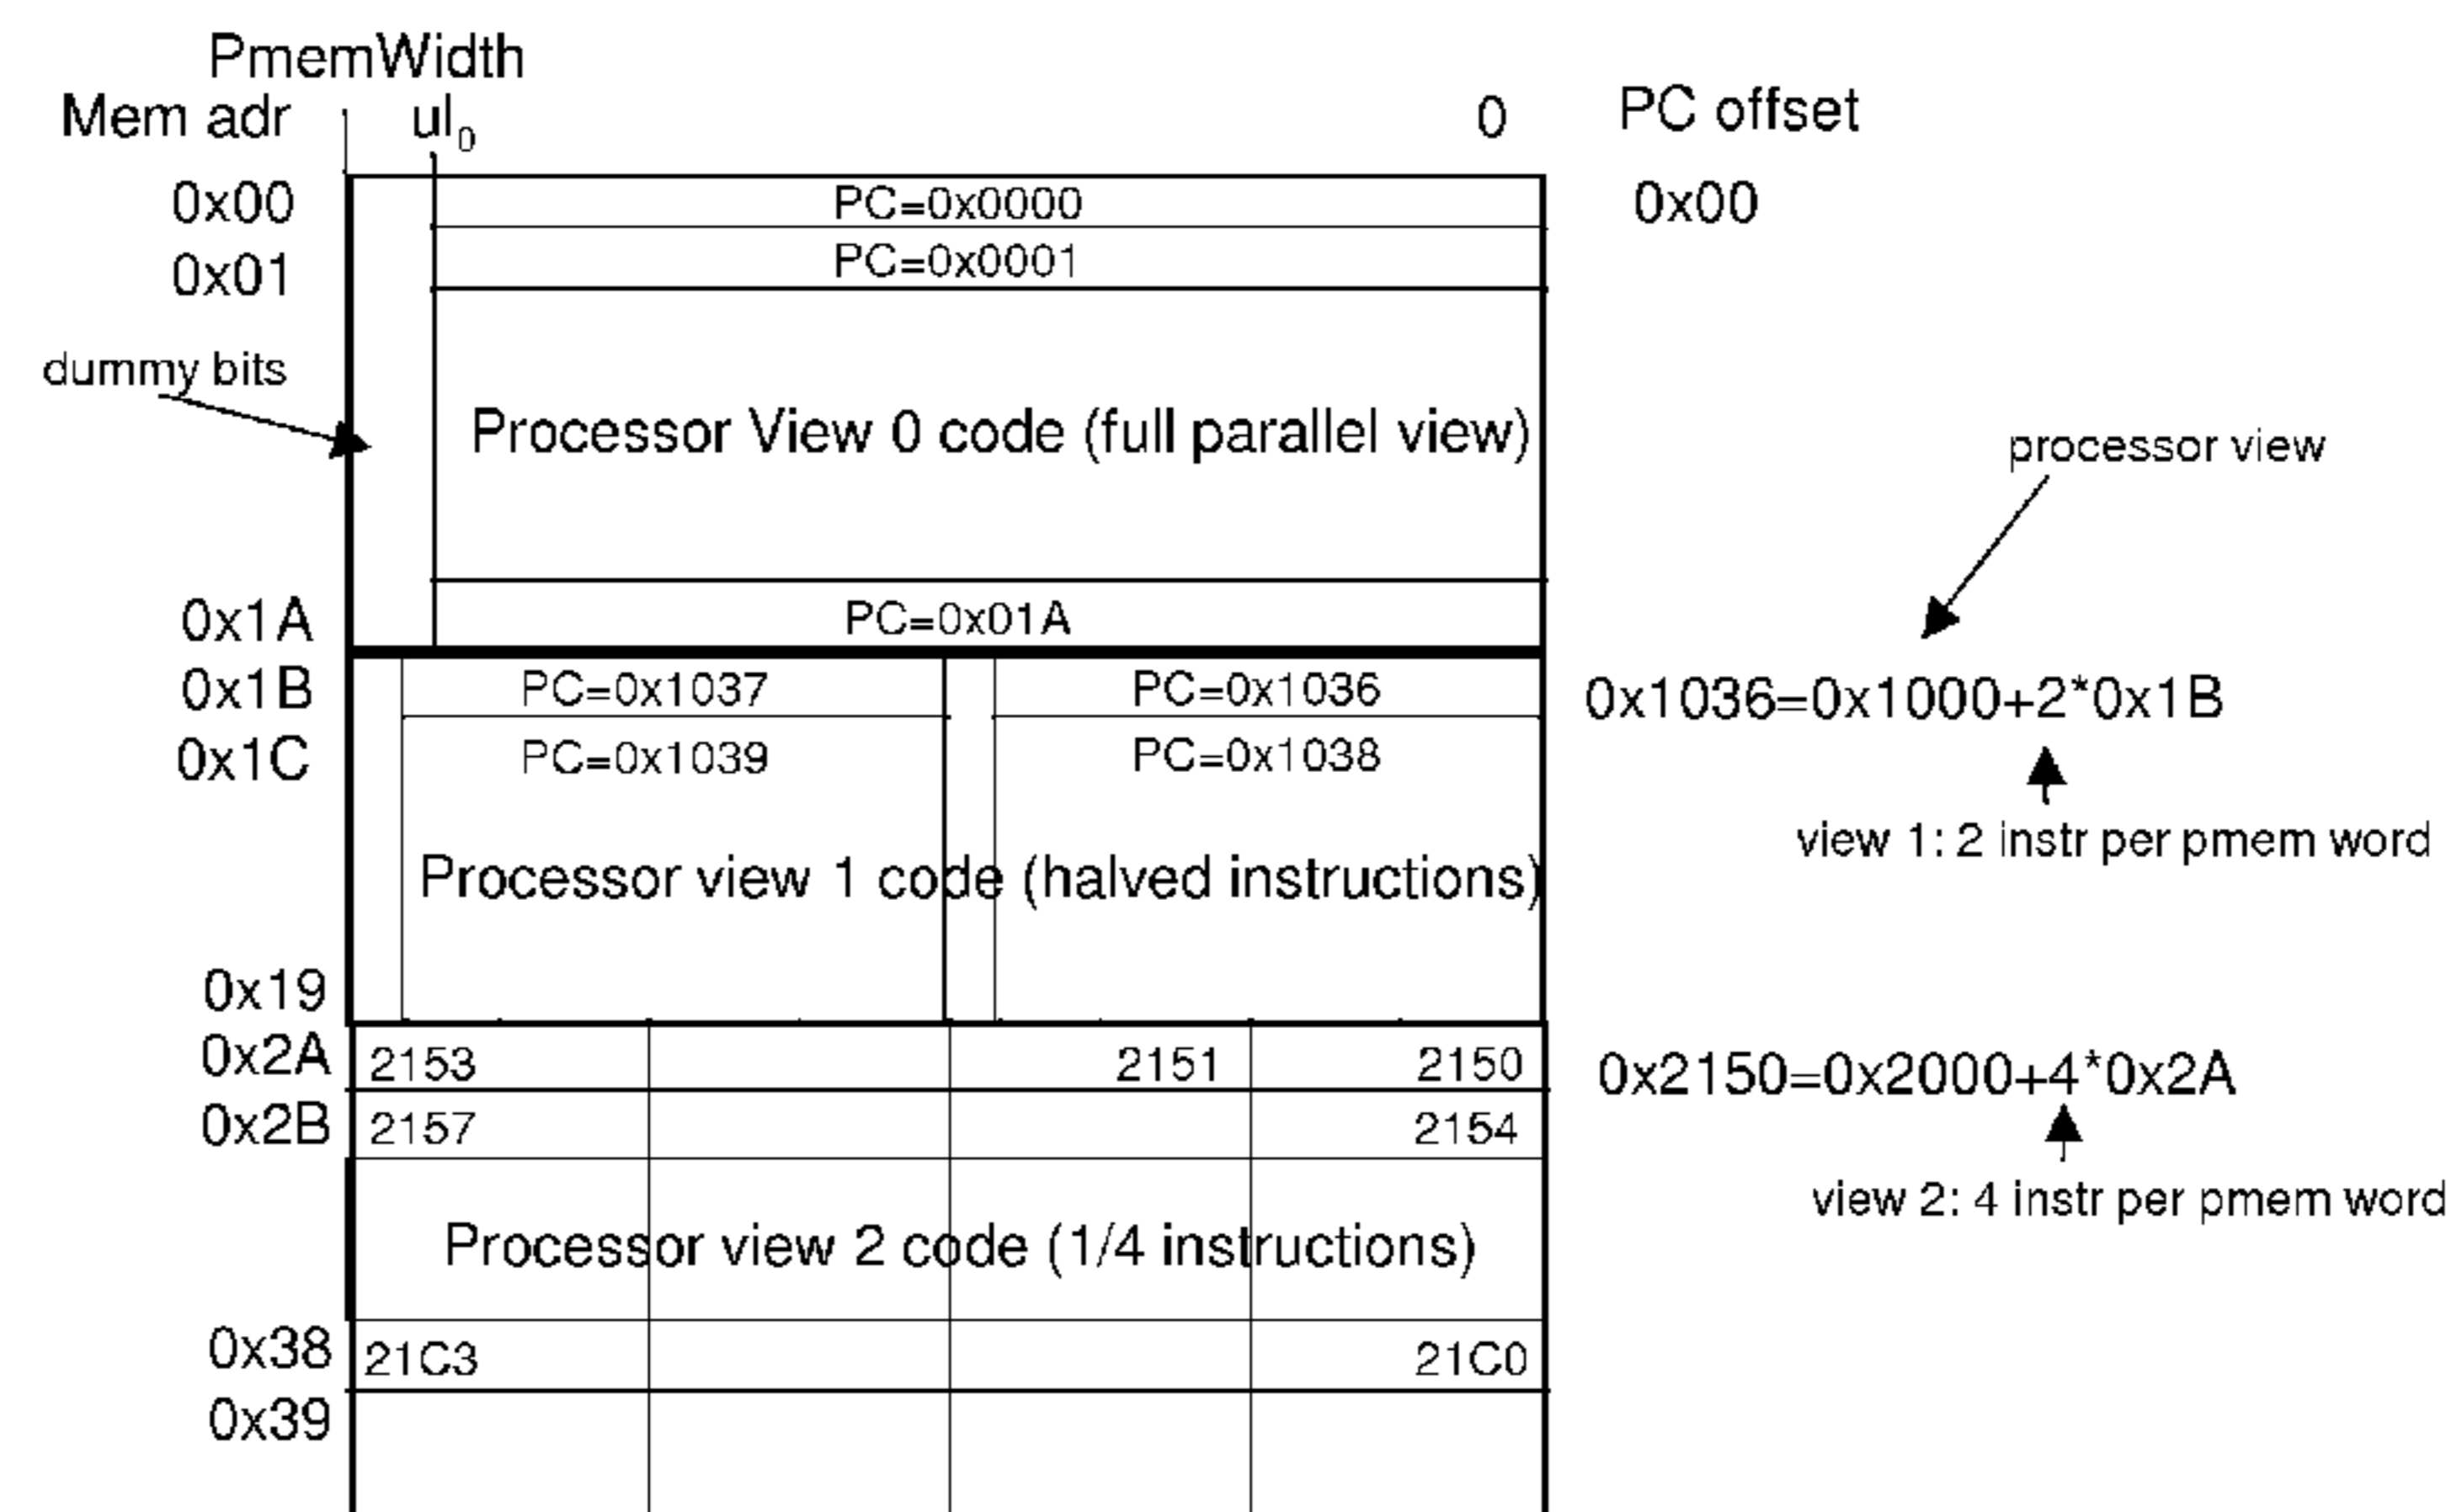 PmemWidth
Mem adr ul0 0 PC offset
0x00 PC=0x0000 0x00
0x01 PC=0x0001
dummy bits
Processor View 0 code (full parallel view)
processor view
0x1A PC=0x01A
0x1B PC=0x1037 PC=0x1036 0x1036=0x1000+2*0x1B
0x1C PC=0x1039 PC=0x1038
view 1: 2 instr per pmem word
Processor view 1 code (halved instructions)
0x19
0x2A 2153 2151 2150 0x2150=0x2000+4*0x2A
0x2B 2157 2154
view 2: 4 instr per pmem word
Processor view 2 code (1/4 instructions)
0x38 21C3 21C0
0x39